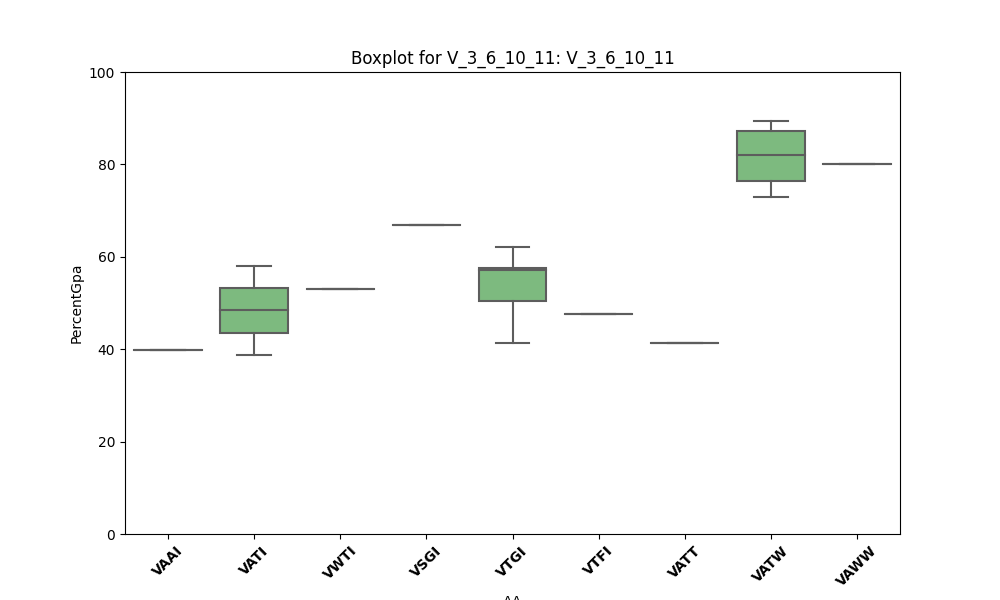 Boxplot for V_3_6_10_11: V_3_6_10_11
PercentGpa
100
80
60
40
20
0
VAAI
VATI
VWTI
VSGI
VTGI
VTFI
VATT
VATW
VAWW
AA